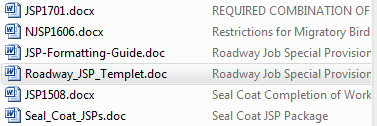 JSP1701.docx REQUIRED COMBINATION OF
NJSP1606.docx Restrictions for Migratory Birds
JSP-Formatting-Guide.doc Roadway Job Special Provision
Roadway_JSP_Templet.doc Roadway Job Special Provision
JSP1508.docx Seal Coat Completion of Work
Seal_Coat_JSPs.doc Seal Coat JSP Package